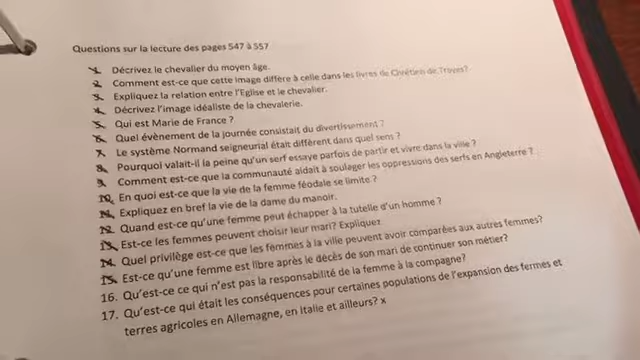 Questions sur la lecture des pages 547 à 557
1. Décrivez le chevalier du moyen âge.
2. Comment est-ce que cette image diffère à celle dans les livres de Chrétien de Troyes?
3. Expliquez la relation entre l'Eglise et le chevalier.
4. Décrivez l'image idéaliste de la chevalerie.
5. Qui est Marie de France ?
6. Quel évènement de la journée consistait du divertissement ?
7. Le système Normand seigneurial était différent dans quel sens ?
8. Pourquoi valait-il la peine qu'un serf essaye parfois de partir et vivre dans la ville ?
9. Comment est-ce que la communauté aidait à soulager les oppressions des serfs en Angleterre ?
10. En quoi est-ce que la vie de la femme féodale se limite ?
11. Expliquez en bref la vie de la dame du manoir.
12. Quand est-ce qu'une femme peut échapper à la tutelle d'un homme ?
13. Est-ce les femmes peuvent choisir leur mari? Expliquez
14. Quel privilège est-ce que les femmes à la ville peuvent avoir comparées aux autres femmes?
15. Est-ce qu'une femme est libre après le décès de son mari de continuer son métier?
16. Qu'est-ce ce qui n'est pas la responsabilité de la femme à la compagne?
17. Qu'est-ce qui était les conséquences pour certaines populations de l'expansion des fermes et
terres agricoles en Allemagne, en Italie et ailleurs? x